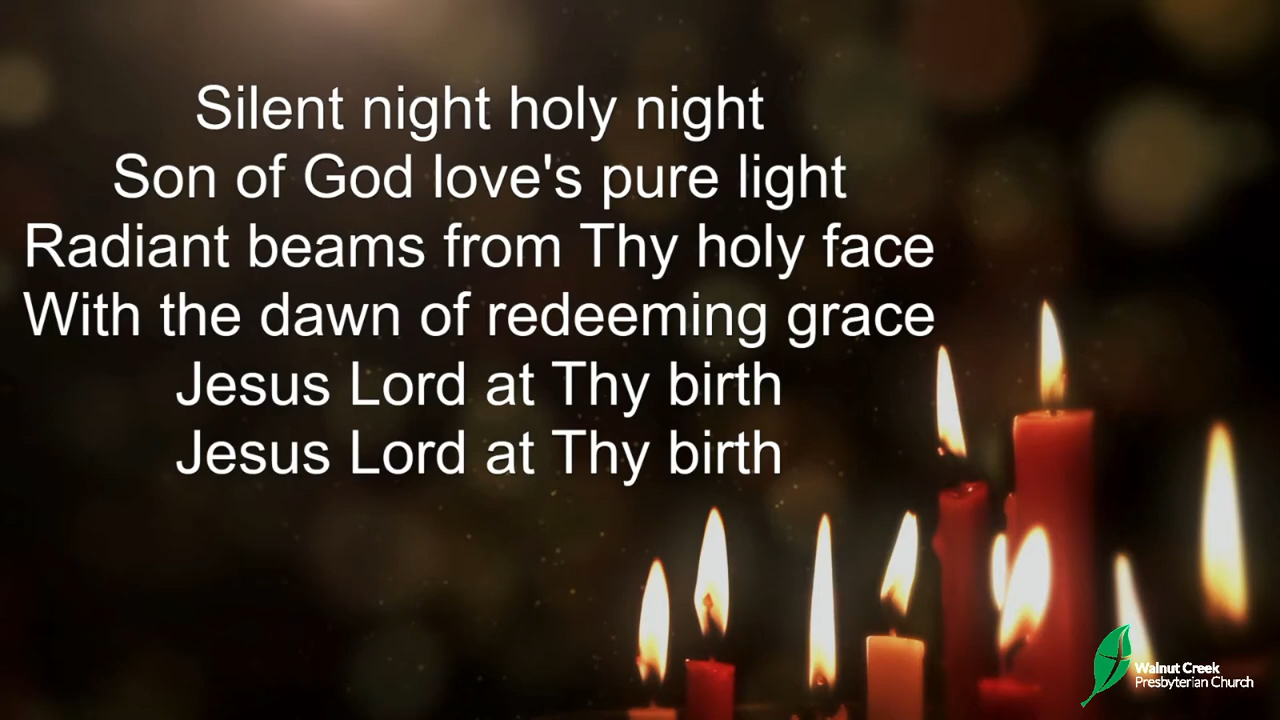 Silent night holy night
Son of God love's pure light
Radiant beams from Thy holy face
With the dawn of redeeming grace
Jesus Lord at Thy birth
Jesus Lord at Thy birth
Walnut Creek
Presbyterian Church